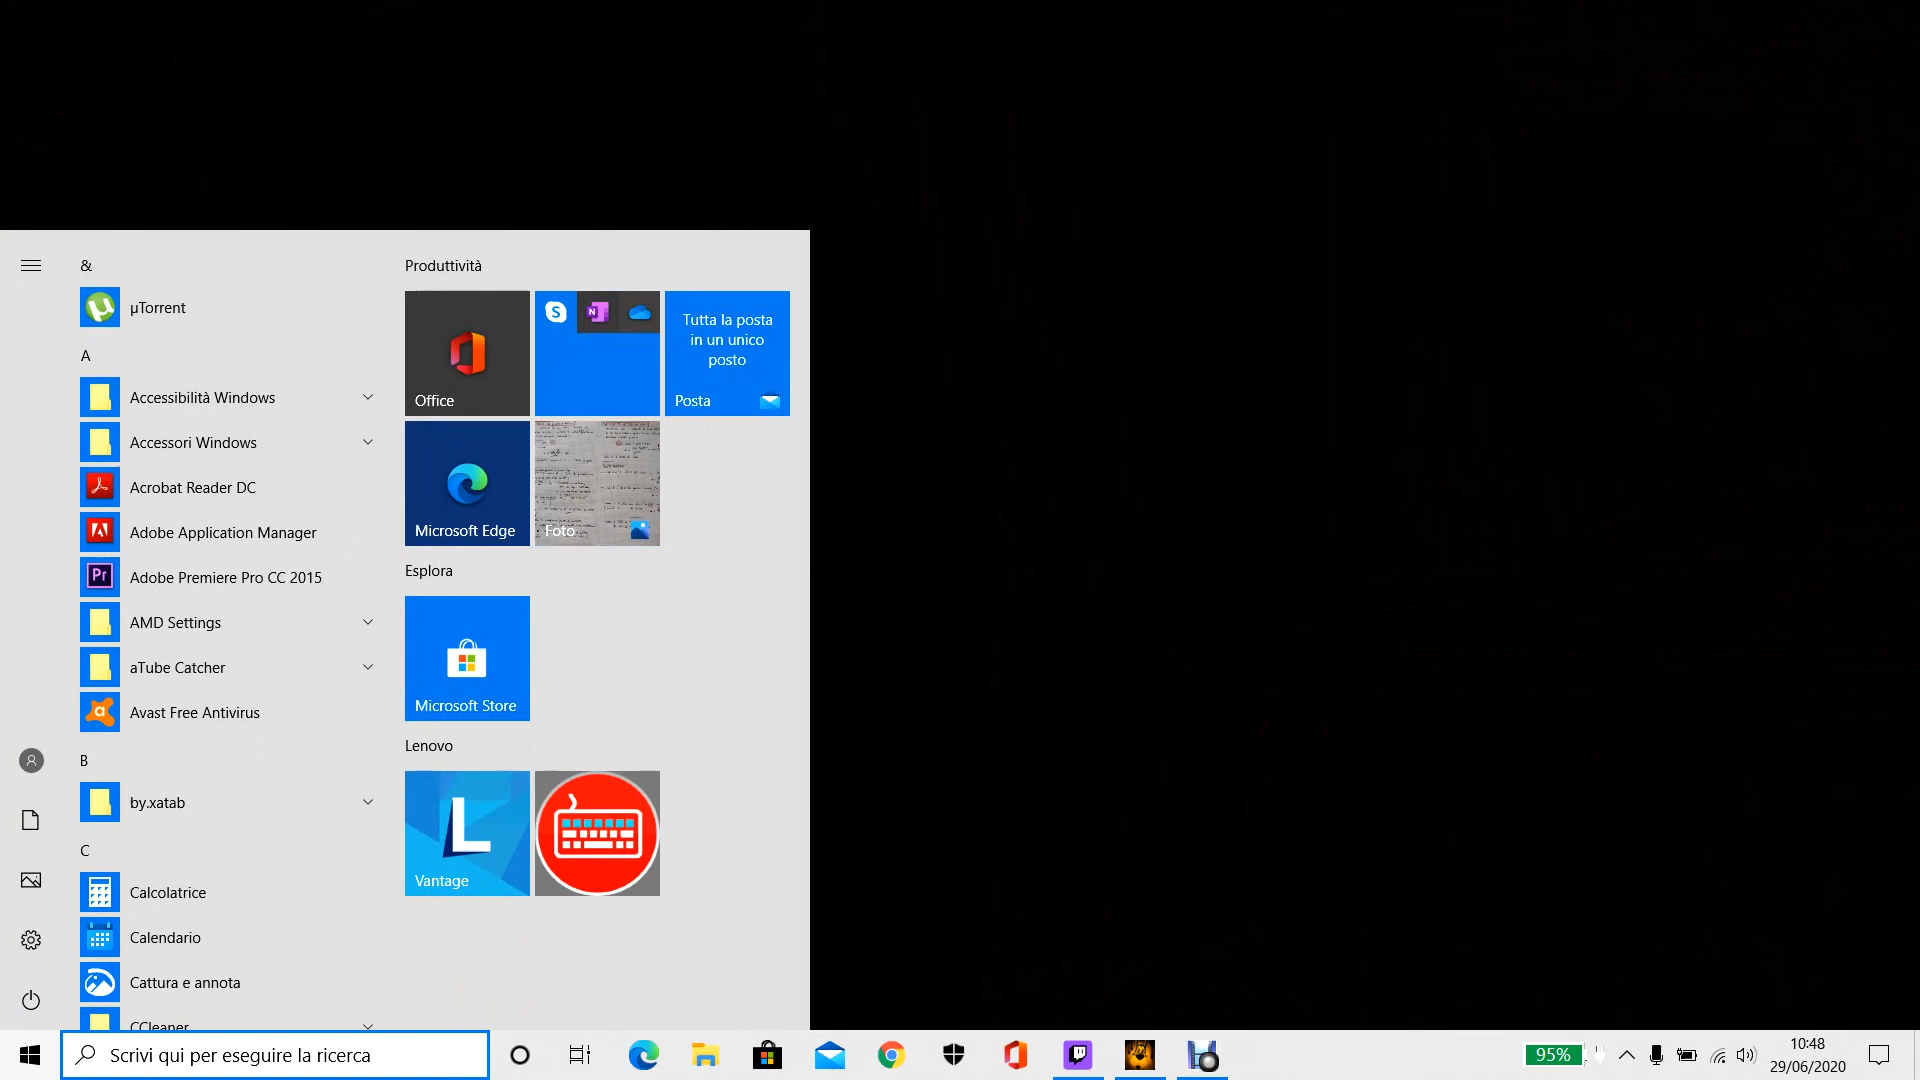 &
µTorrent
A
Accessibilità Windows
Accessori Windows
Acrobat Reader DC
Adobe Application Manager
Adobe Premiere Pro CC 2015
AMD Settings
aTube Catcher
Avast Free Antivirus
B
by.xatab
C
Calcolatrice
Calendario
Cattura e annota
CCleaner
Produttività
Office
Tutta la posta
in un unico
posto
Posta
Microsoft Edge
Foto
Esplora
Microsoft Store
Lenovo
Vantage
Scrivi qui per eseguire la ricerca
95%
10:48
29/06/2020